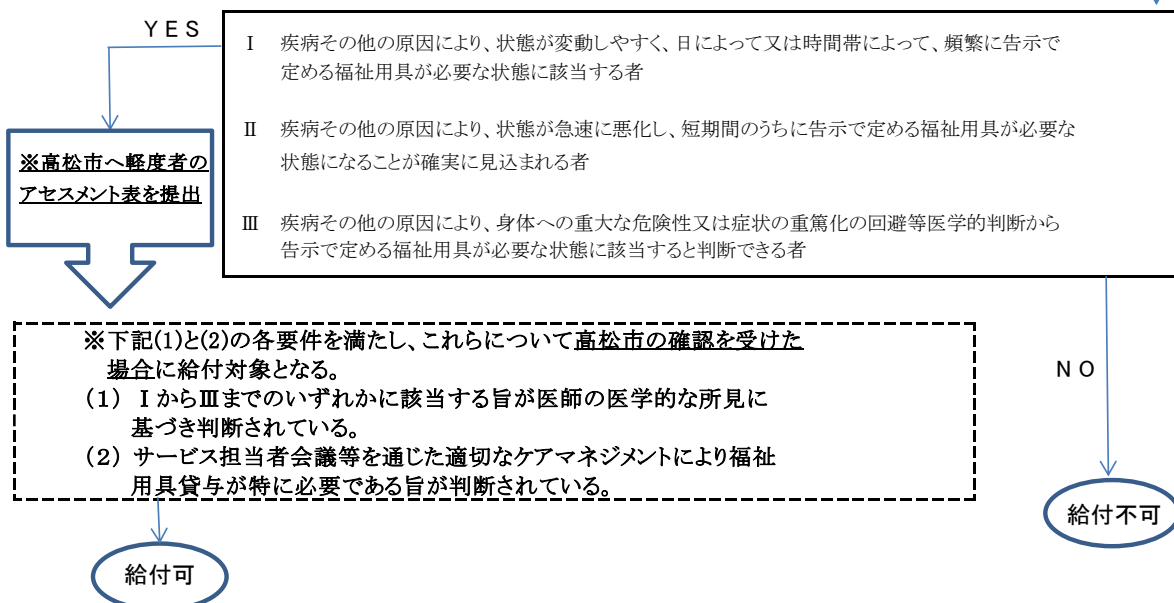 YES
Ⅰ 疾病その他の原因により、状態が変動しやすく、日によって又は時間帯によって、頻繁に告示で
定める福祉用具が必要な状態に該当する者
Ⅱ 疾病その他の原因により、状態が急速に悪化し、短期間のうちに告示で定める福祉用具が必要な
状態になることが確実に見込まれる者
Ⅲ 疾病その他の原因により、身体への重大な危険性又は症状の重篤化の回避等医学的判断から
告示で定める福祉用具が必要な状態に該当すると判断できる者
※高松市へ軽度者の
アセスメント表を提出
※下記(1)と(2)の各要件を満たし、これらについて高松市の確認を受けた
場合に給付対象となる。
(1) ⅠからⅢまでのいずれかに該当する旨が医師の医学的な所見に
基づき判断されている。
(2) サービス担当者会議等を通じた適切なケアマネジメントにより福祉
用具貸与が特に必要である旨が判断されている。
NO
給付不可
給付可